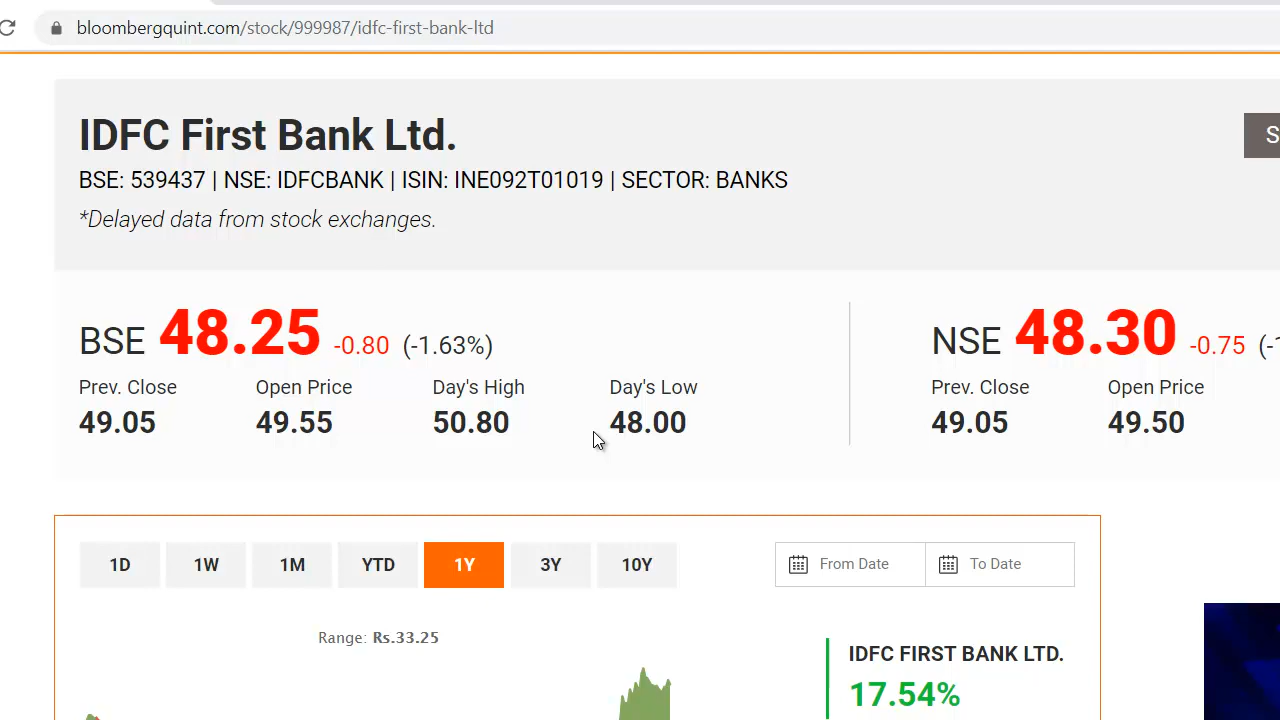 bloombergquint.com/stock/999987/idfc-first-bank-ltd
IDFC First Bank Ltd.
BSE: 539437 | NSE: IDFCBANK | ISIN: INE092T01019 | SECTOR: BANKS
*Delayed data from stock exchanges.
BSE 48.25 -0.80 (-1.63%)
Prev. Close Open Price Day's High Day's Low
49.05 49.55 50.80 48.00
NSE 48.30 -0.75
Prev. Close Open Price
49.05 49.50
1D 1W 1M YTD 1Y 3Y 10Y
From Date To Date
Range: Rs.33.25
IDFC FIRST BANK LTD.
17.54%